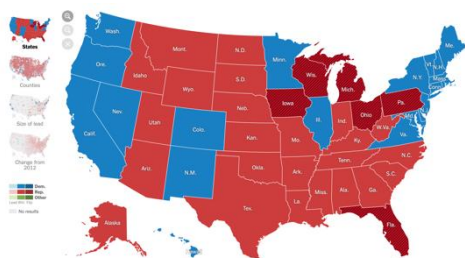 States
Counties
Size of lead
Change from
2012
Dem.
Rep.
Other
No results
Wash.
Ore.
Calif.
Nev.
Idaho
Mont.
Wyo.
Utah
Ariz.
Colo.
N.M.
N.D.
S.D.
Neb.
Kan.
Okla.
Tex.
Minn.
Iowa
Mo.
Ark.
La.
Wis.
Ill.
Mich.
Ind.
Ohio
Ky.
Tenn.
Miss.
Ala.
Ga.
Fla.
S.C.
N.C.
Va.
W.Va.
Pa.
N.Y.
Vt.
N.H.
Me.
Mass.
Conn.
Alaska